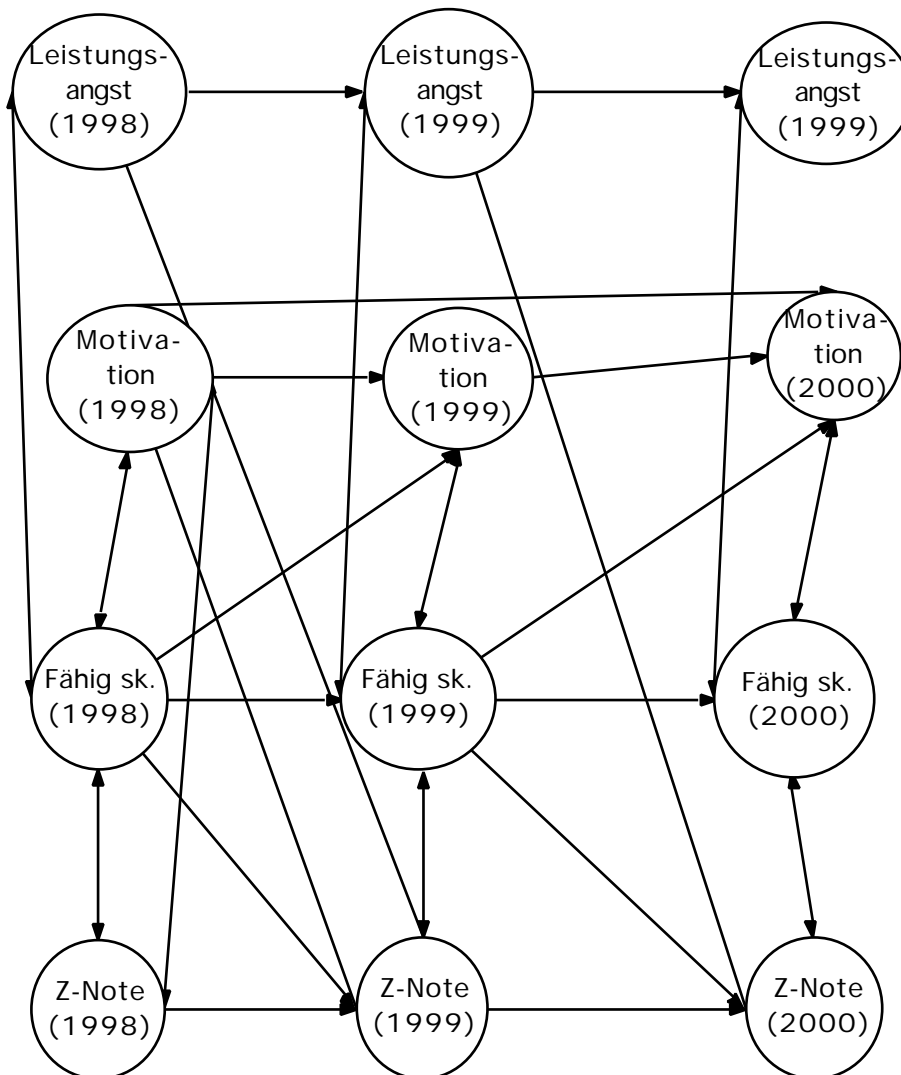 Leistungs-
angst
(1998)
Leistungs-
angst
(1999)
Leistungs-
angst
(1999)
Motiva-
tion
(1998)
Motiva-
tion
(1999)
Motiva-
tion
(2000)
Fähig sk.
(1998)
Fähig sk.
(1999)
Fähig sk.
(2000)
Z-Note
(1998)
Z-Note
(1999)
Z-Note
(2000)